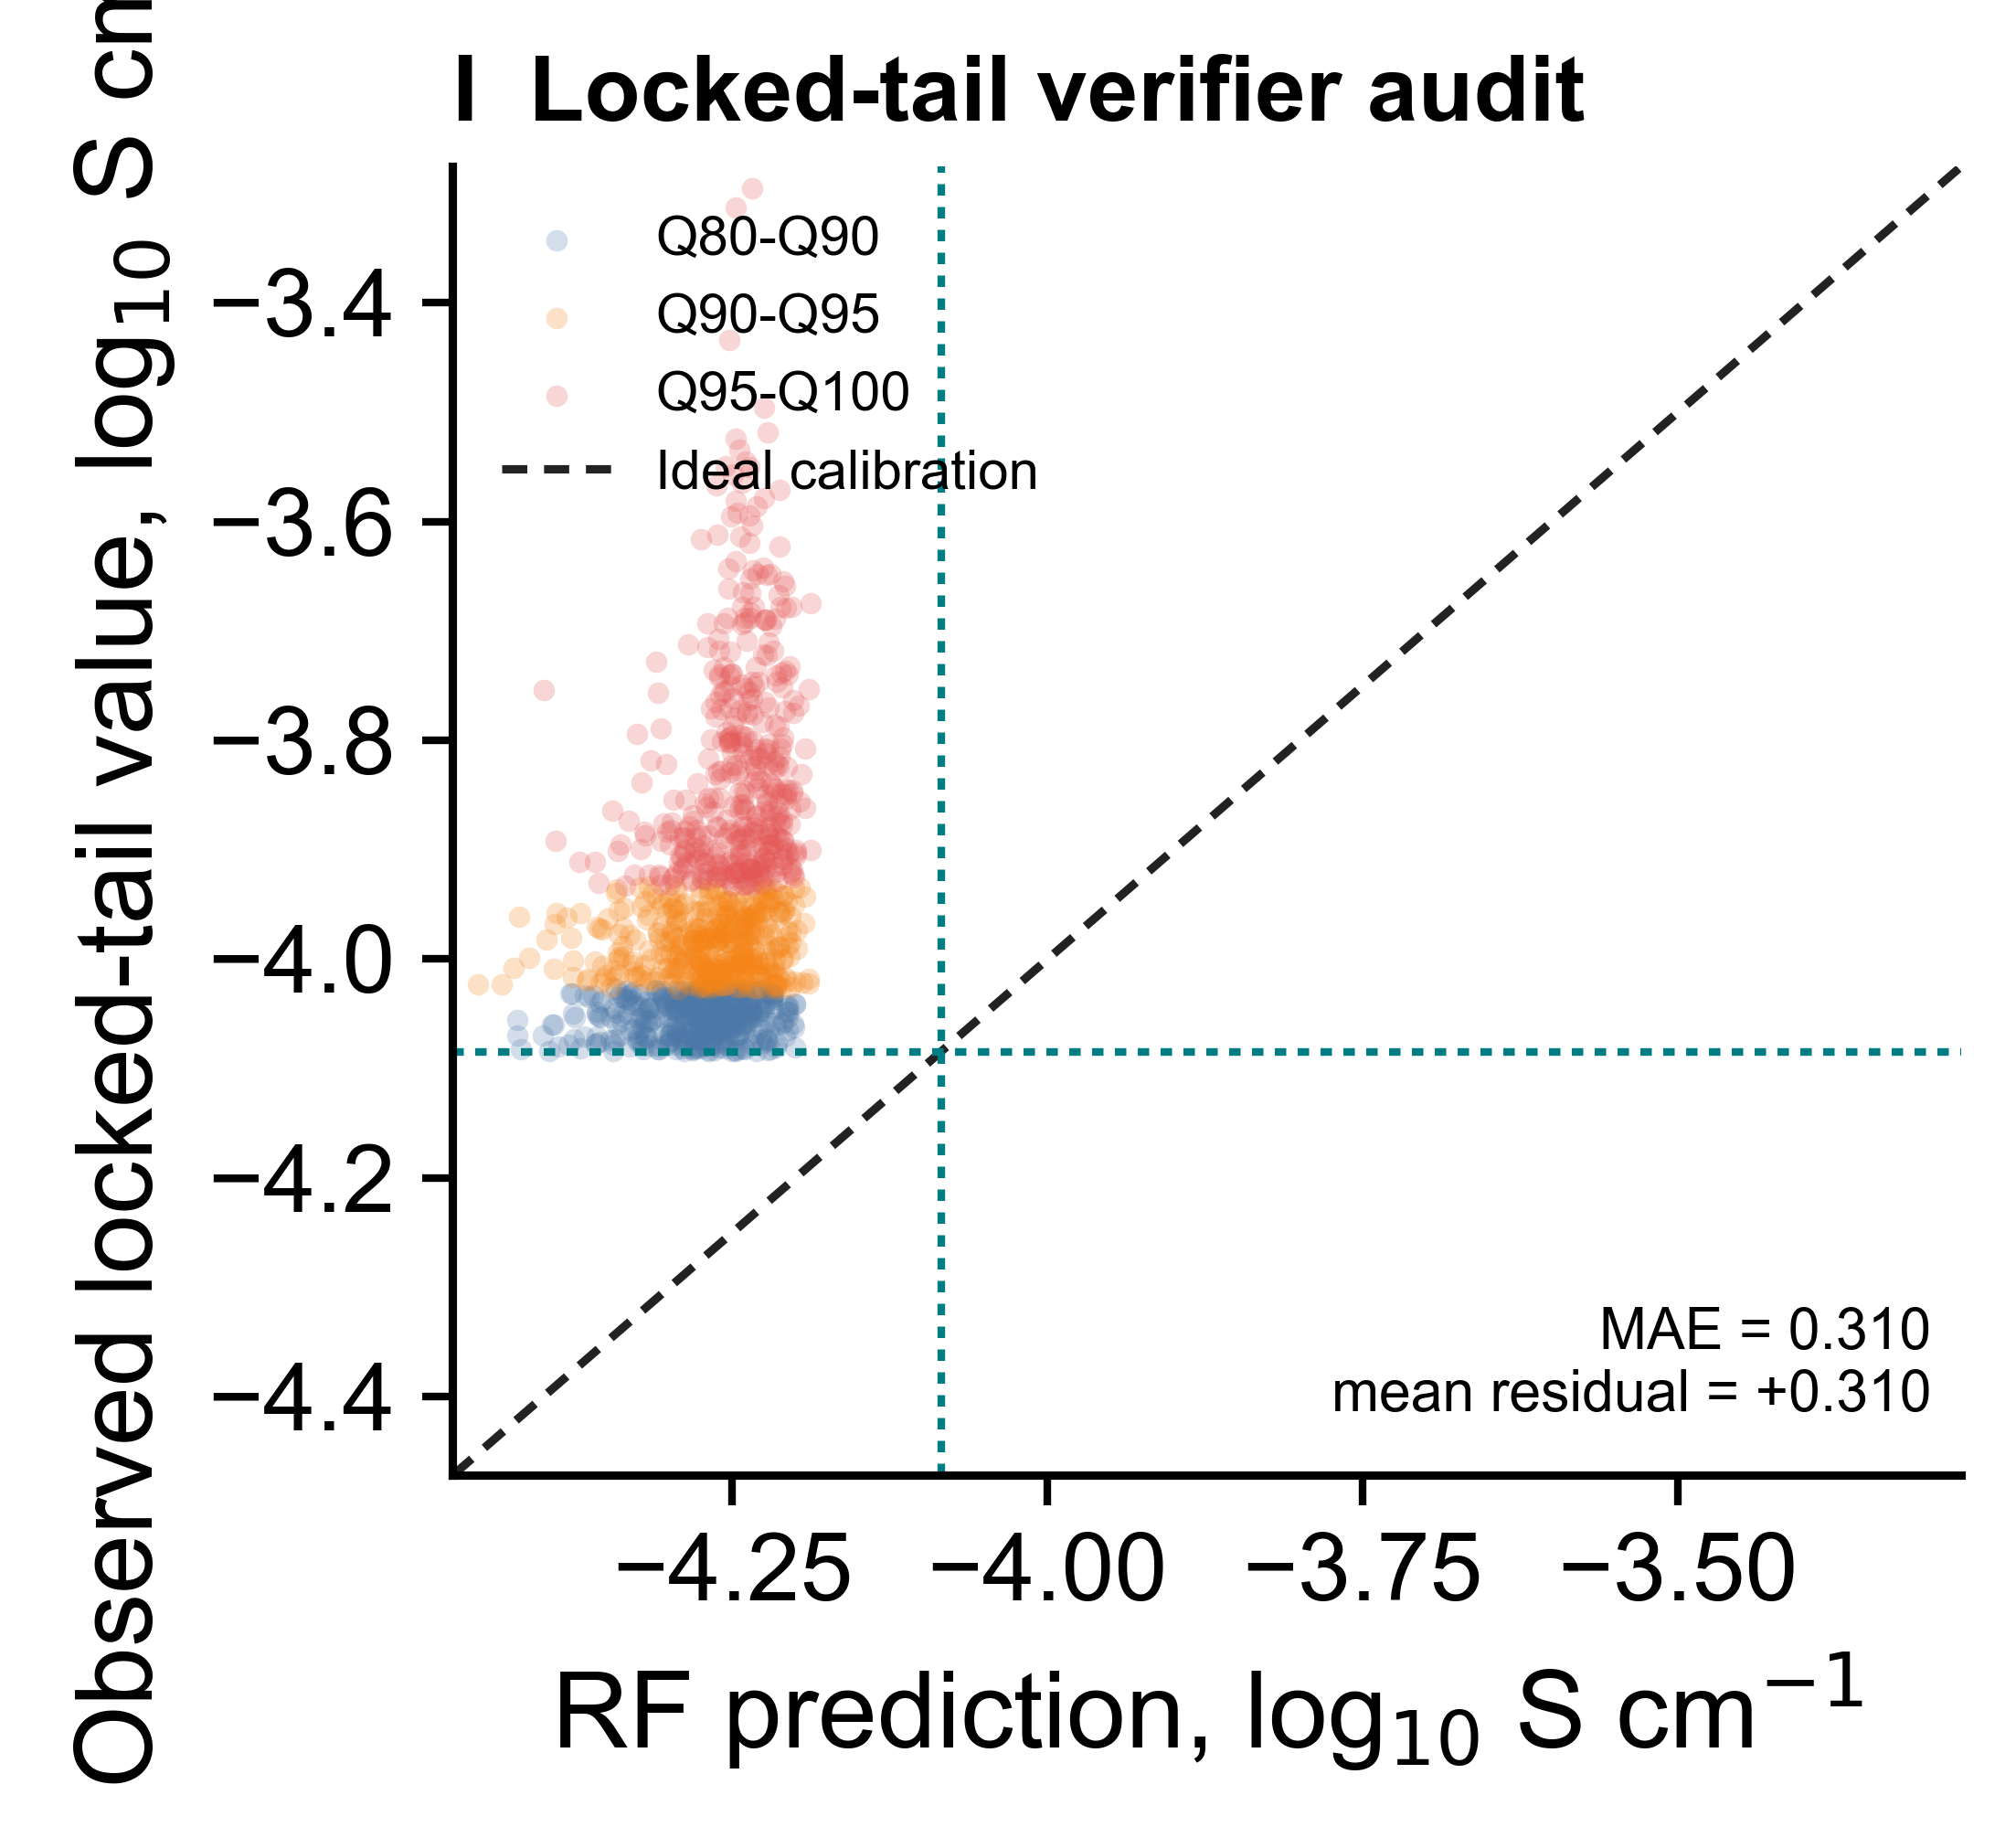 I Locked-tail verifier audit
Observed locked-tail value, log₁₀ S cm
−3.4
−3.6
−3.8
−4.0
−4.2
−4.4
Q80-Q90
Q90-Q95
Q95-Q100
Ideal calibration
MAE = 0.310
mean residual = +0.310
−4.25 −4.00 −3.75 −3.50
RF prediction, log₁₀ S cm⁻¹